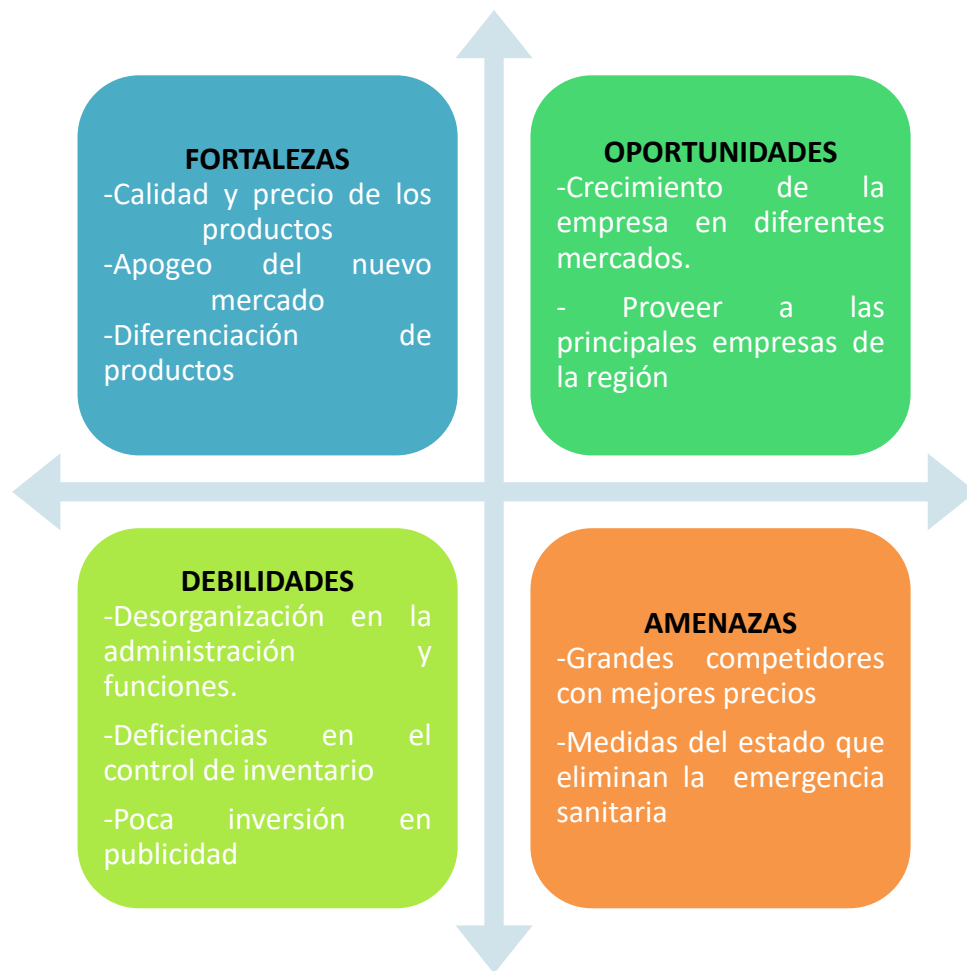 FORTALEZAS
-Calidad y precio de los
productos
-Apogeo del nuevo
mercado
-Diferenciación de
productos
OPORTUNIDADES
-Crecimiento de la
empresa en diferentes
mercados.
- Proveer a las
principales empresas de
la región
DEBILIDADES
-Desorganización en la
administración y
funciones.
-Deficiencias en el
control de inventario
-Poca inversión en
publicidad
AMENAZAS
-Grandes competidores
con mejores precios
-Medidas del estado que
eliminan la emergencia
sanitaria